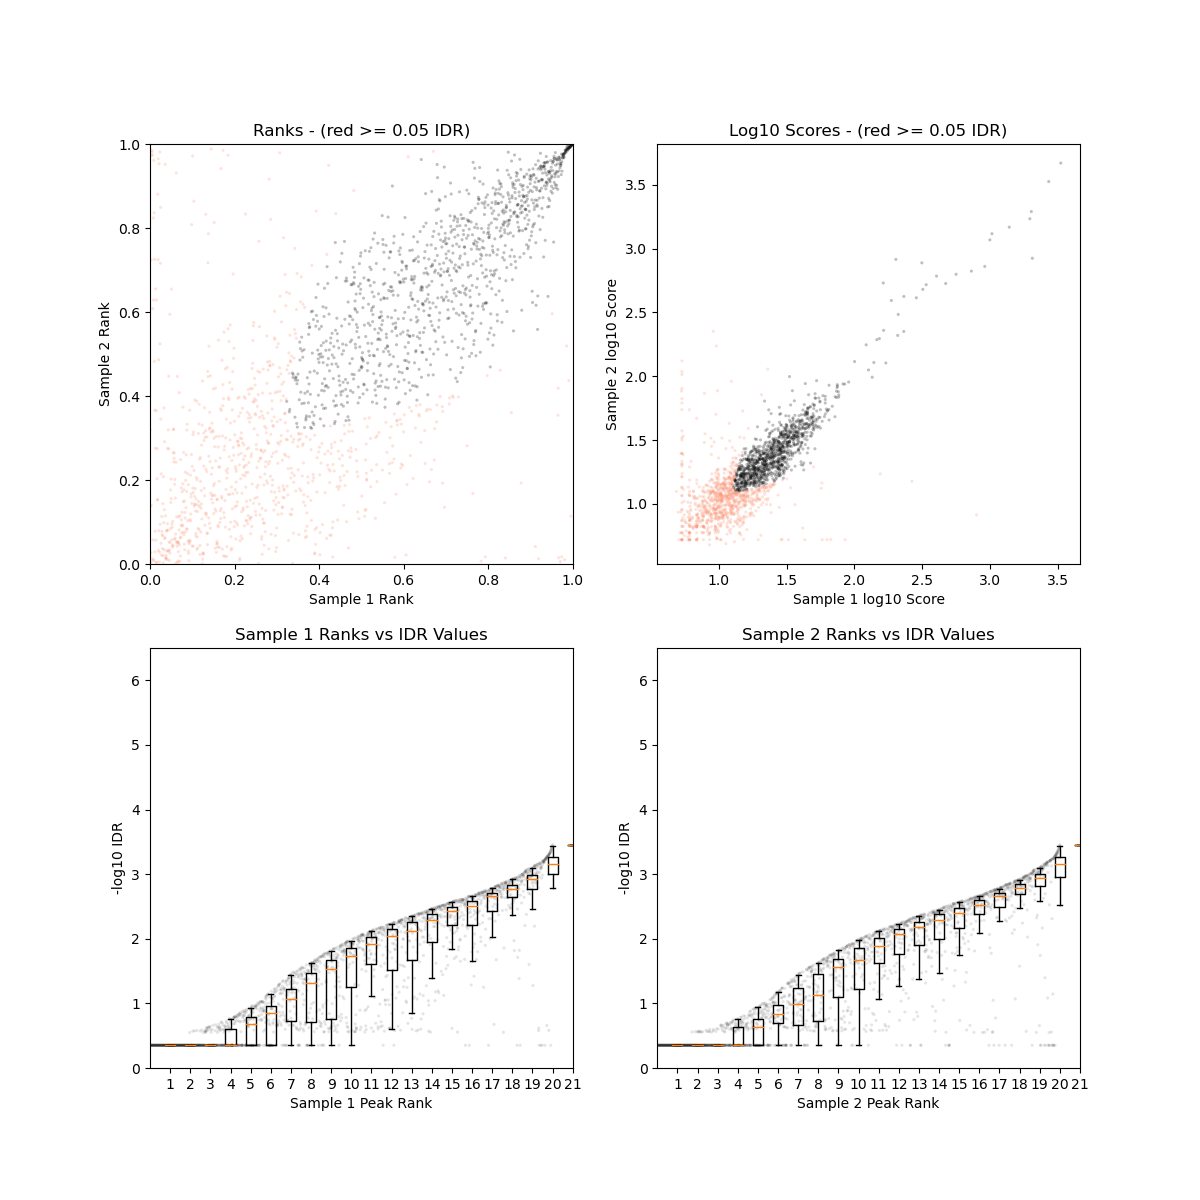 Ranks - (red >= 0.05 IDR)
1.0
0.8
0.6
0.4
0.2
0.0
Sample 2 Rank
0.0 0.2 0.4 0.6 0.8 1.0
Sample 1 Rank
Log10 Scores - (red >= 0.05 IDR)
3.5
3.0
2.5
2.0
1.5
1.0
Sample 2 log10 Score
1.0 1.5 2.0 2.5 3.0 3.5
Sample 1 log10 Score
Sample 1 Ranks vs IDR Values
6
5
4
3
2
1
0
-log10 IDR
1 2 3 4 5 6 7 8 9 10 11 12 13 14 15 16 17 18 19 20 21
Sample 1 Peak Rank
Sample 2 Ranks vs IDR Values
6
5
4
3
2
1
0
-log10 IDR
1 2 3 4 5 6 7 8 9 10 11 12 13 14 15 16 17 18 19 20 21
Sample 2 Peak Rank